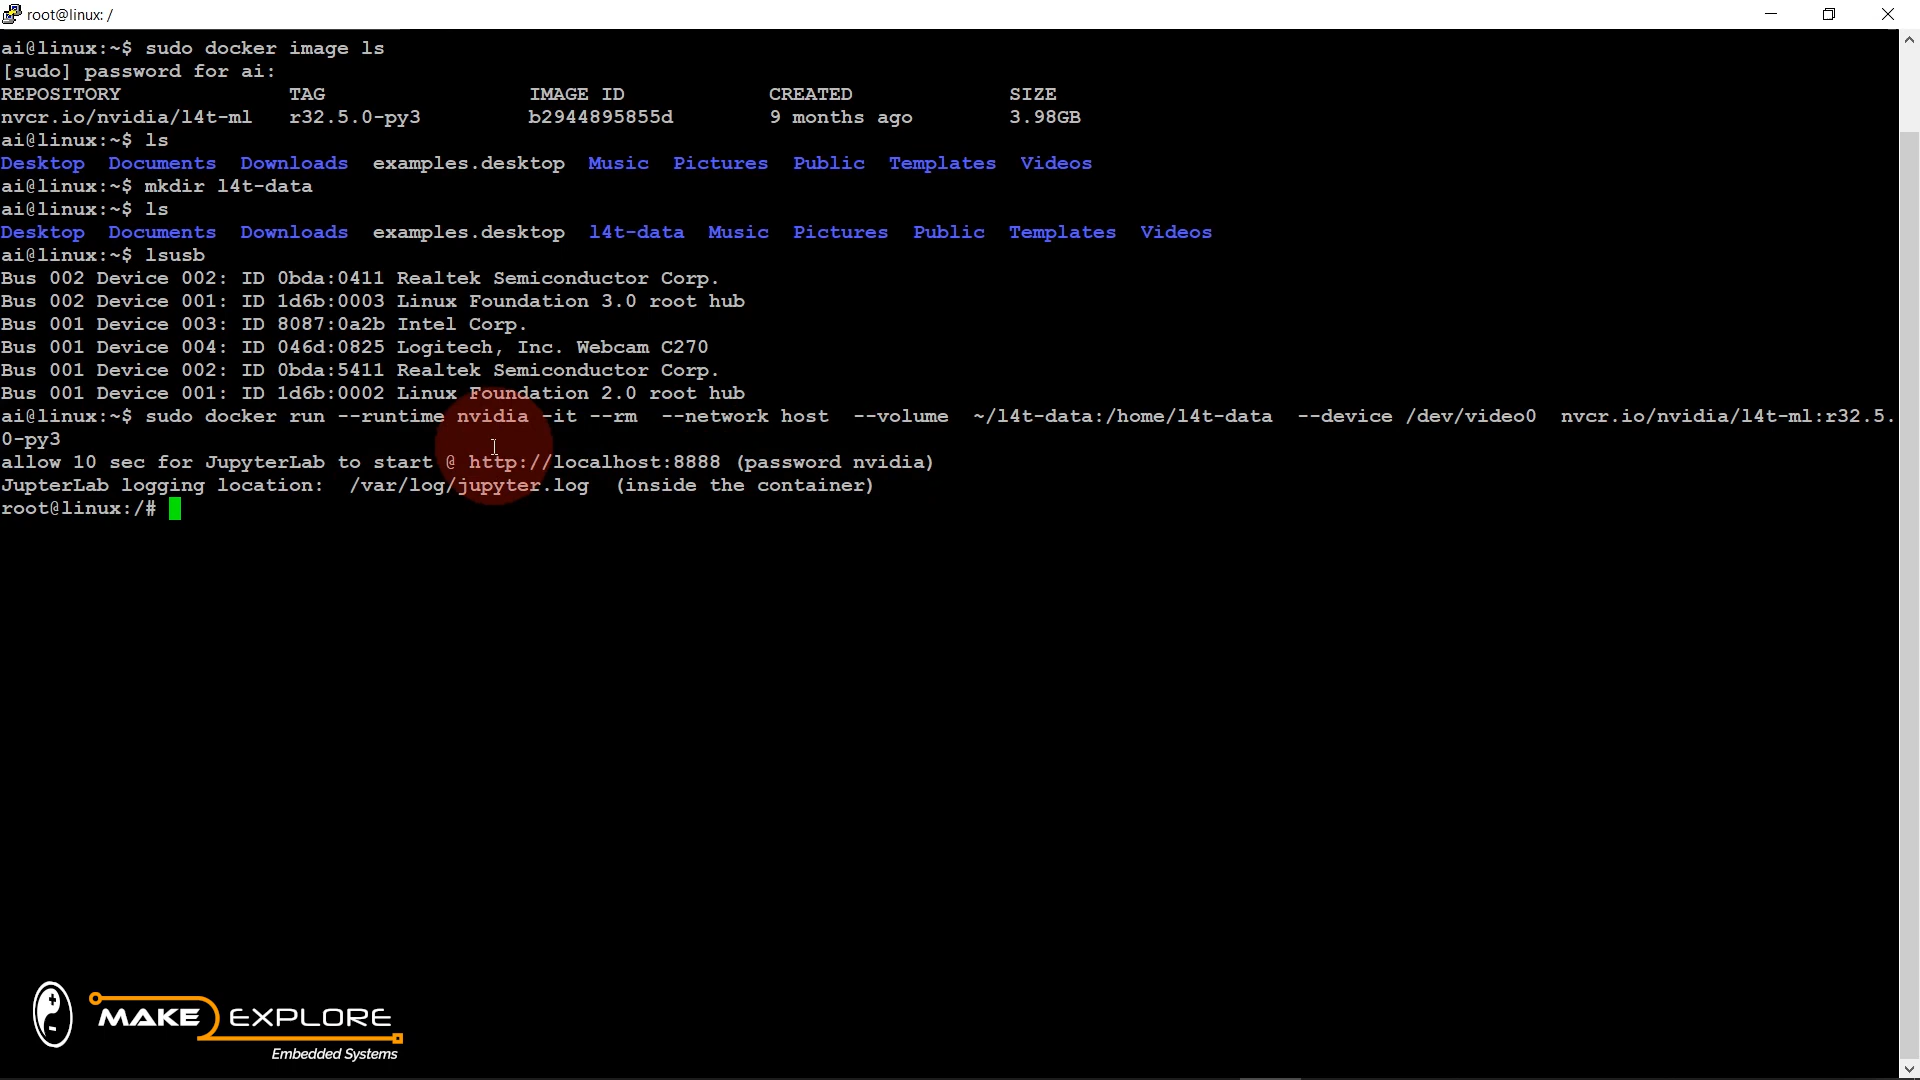 root@linux: /
ai@linux:~$ sudo docker image ls
[sudo] password for ai:
REPOSITORY TAG IMAGE ID CREATED SIZE
nvcr.io/nvidia/l4t-ml r32.5.0-py3 b2944895855d 9 months ago 3.98GB
ai@linux:~$ ls
Desktop Documents Downloads examples.desktop Music Pictures Public Templates Videos
ai@linux:~$ mkdir l4t-data
ai@linux:~$ ls
Desktop Documents Downloads examples.desktop l4t-data Music Pictures Public Templates Videos
ai@linux:~$ lsusb
Bus 002 Device 002: ID 0bda:0411 Realtek Semiconductor Corp.
Bus 002 Device 001: ID 1d6b:0003 Linux Foundation 3.0 root hub
Bus 001 Device 003: ID 8087:0a2b Intel Corp.
Bus 001 Device 004: ID 046d:0825 Logitech, Inc. Webcam C270
Bus 001 Device 002: ID 0bda:5411 Realtek Semiconductor Corp.
Bus 001 Device 001: ID 1d6b:0002 Linux Foundation 2.0 root hub
ai@linux:~$ sudo docker run --runtime nvidia -it --rm --network host --volume ~/l4t-data:/home/l4t-data --device /dev/video0 nvcr.io/nvidia/l4t-ml:r32.5.
0-py3
allow 10 sec for JupyterLab to start @ http://localhost:8888 (password nvidia)
JupterLab logging location: /var/log/jupyter.log (inside the container)
root@linux:/#
MAKE EXPLORE
Embedded Systems